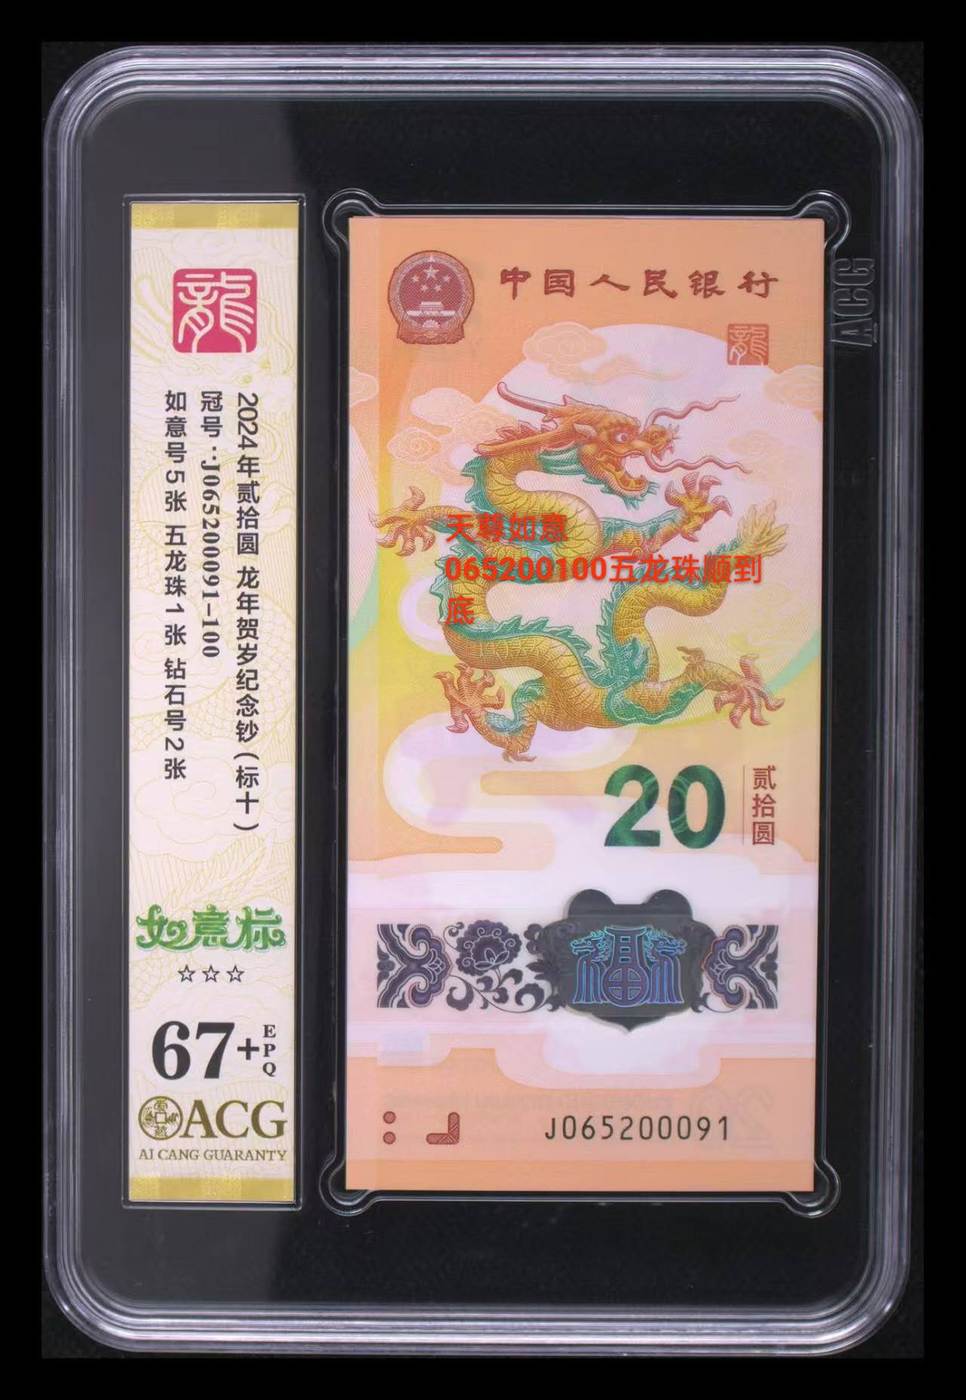 龍
2024年贰拾圆 龙年贺岁纪念钞(标十)
冠号:J065200091-100
如意号5张 五龙珠1张 钻石号2张
如意标
☆☆☆
67+EPQ
ACG
AI CANG GUARANTY
中国人民银行
龍
天尊如意
065200100五龙珠顺到
底
20
贰拾圆
福
J065200091
ACG